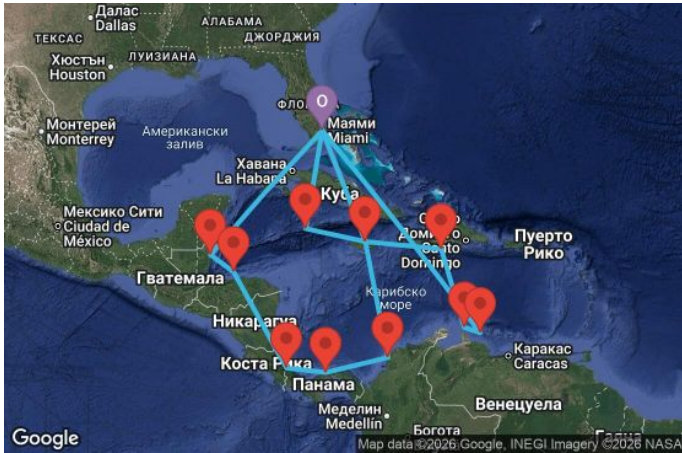 Далас
Dallas
АЛАБАМА
ТЕКСАС
ДЖОРДЖИЯ
ЛУИЗИАНА
Хюстън
Houston
ФЛО
O
Монтерей
Monterrey
Американски
залив
Маями
Miami
Хавана
La Habana
Куба
Мексико Сити
Ciudad de
México
Пуерто
Рико
Domingo
Гватемала
Карибско
море
Никарагуа
Коста Рика
Каракас
Caracas
Панама
Венецуела
Меделин
Medellín
Богота
Google
Map data ©2026 Google, INEGI Imagery ©2026 NASA